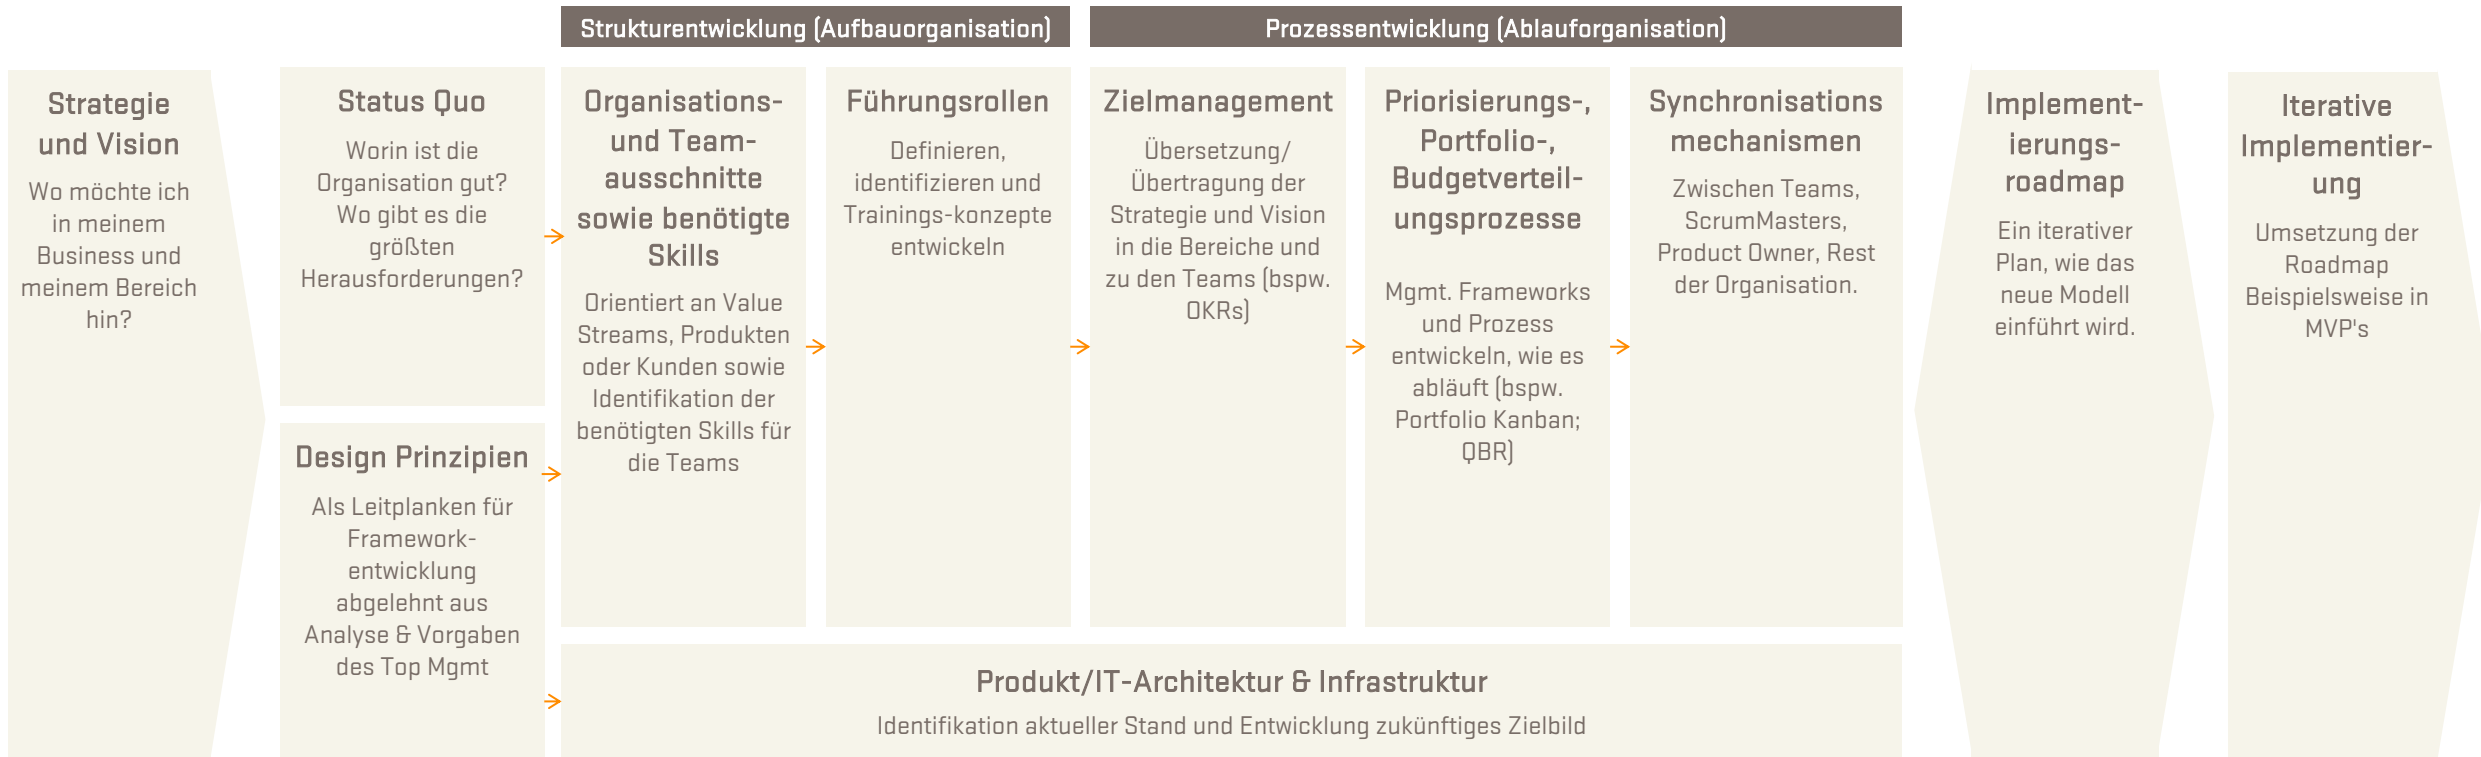 Strukturentwicklung (Aufbauorganisation)
Prozessentwicklung (Ablauforganisation)
Strategie
und Vision
Wo möchte ich
in meinem
Business und
meinem Bereich
hin?
Status Quo
Worin ist die
Organisation gut?
Wo gibt es die
größten
Herausforderungen?
Design Prinzipien
Als Leitplanken für
Framework-
entwicklung
abgelehnt aus
Analyse & Vorgaben
des Top Mgmt
Organisations-
und Team-
ausschnitte
sowie benötigte
Skills
Orientiert an Value
Streams, Produkten
oder Kunden sowie
Identifikation der
benötigten Skills für
die Teams
Führungsrollen
Definieren,
identifizieren und
Trainings-konzepte
entwickeln
Zielmanagement
Übersetzung/
Übertragung der
Strategie und Vision
in die Bereiche und
zu den Teams (bspw.
OKRs)
Priorisierungs-,
Portfolio-,
Budgetverteil-
ungsprozesse
Mgmt. Frameworks
und Prozess
entwickeln, wie es
abläuft (bspw.
Portfolio Kanban;
QBR)
Synchronisations
mechanismen
Zwischen Teams,
ScrumMasters,
Product Owner, Rest
der Organisation.
Produkt/IT-Architektur & Infrastruktur
Identifikation aktueller Stand und Entwicklung zukünftiges Zielbild
Implement-
ierungs-
roadmap
Ein iterativer
Plan, wie das
neue Modell
einführt wird.
Iterative
Implementier-
ung
Umsetzung der
Roadmap
Beispielsweise in
MVP's